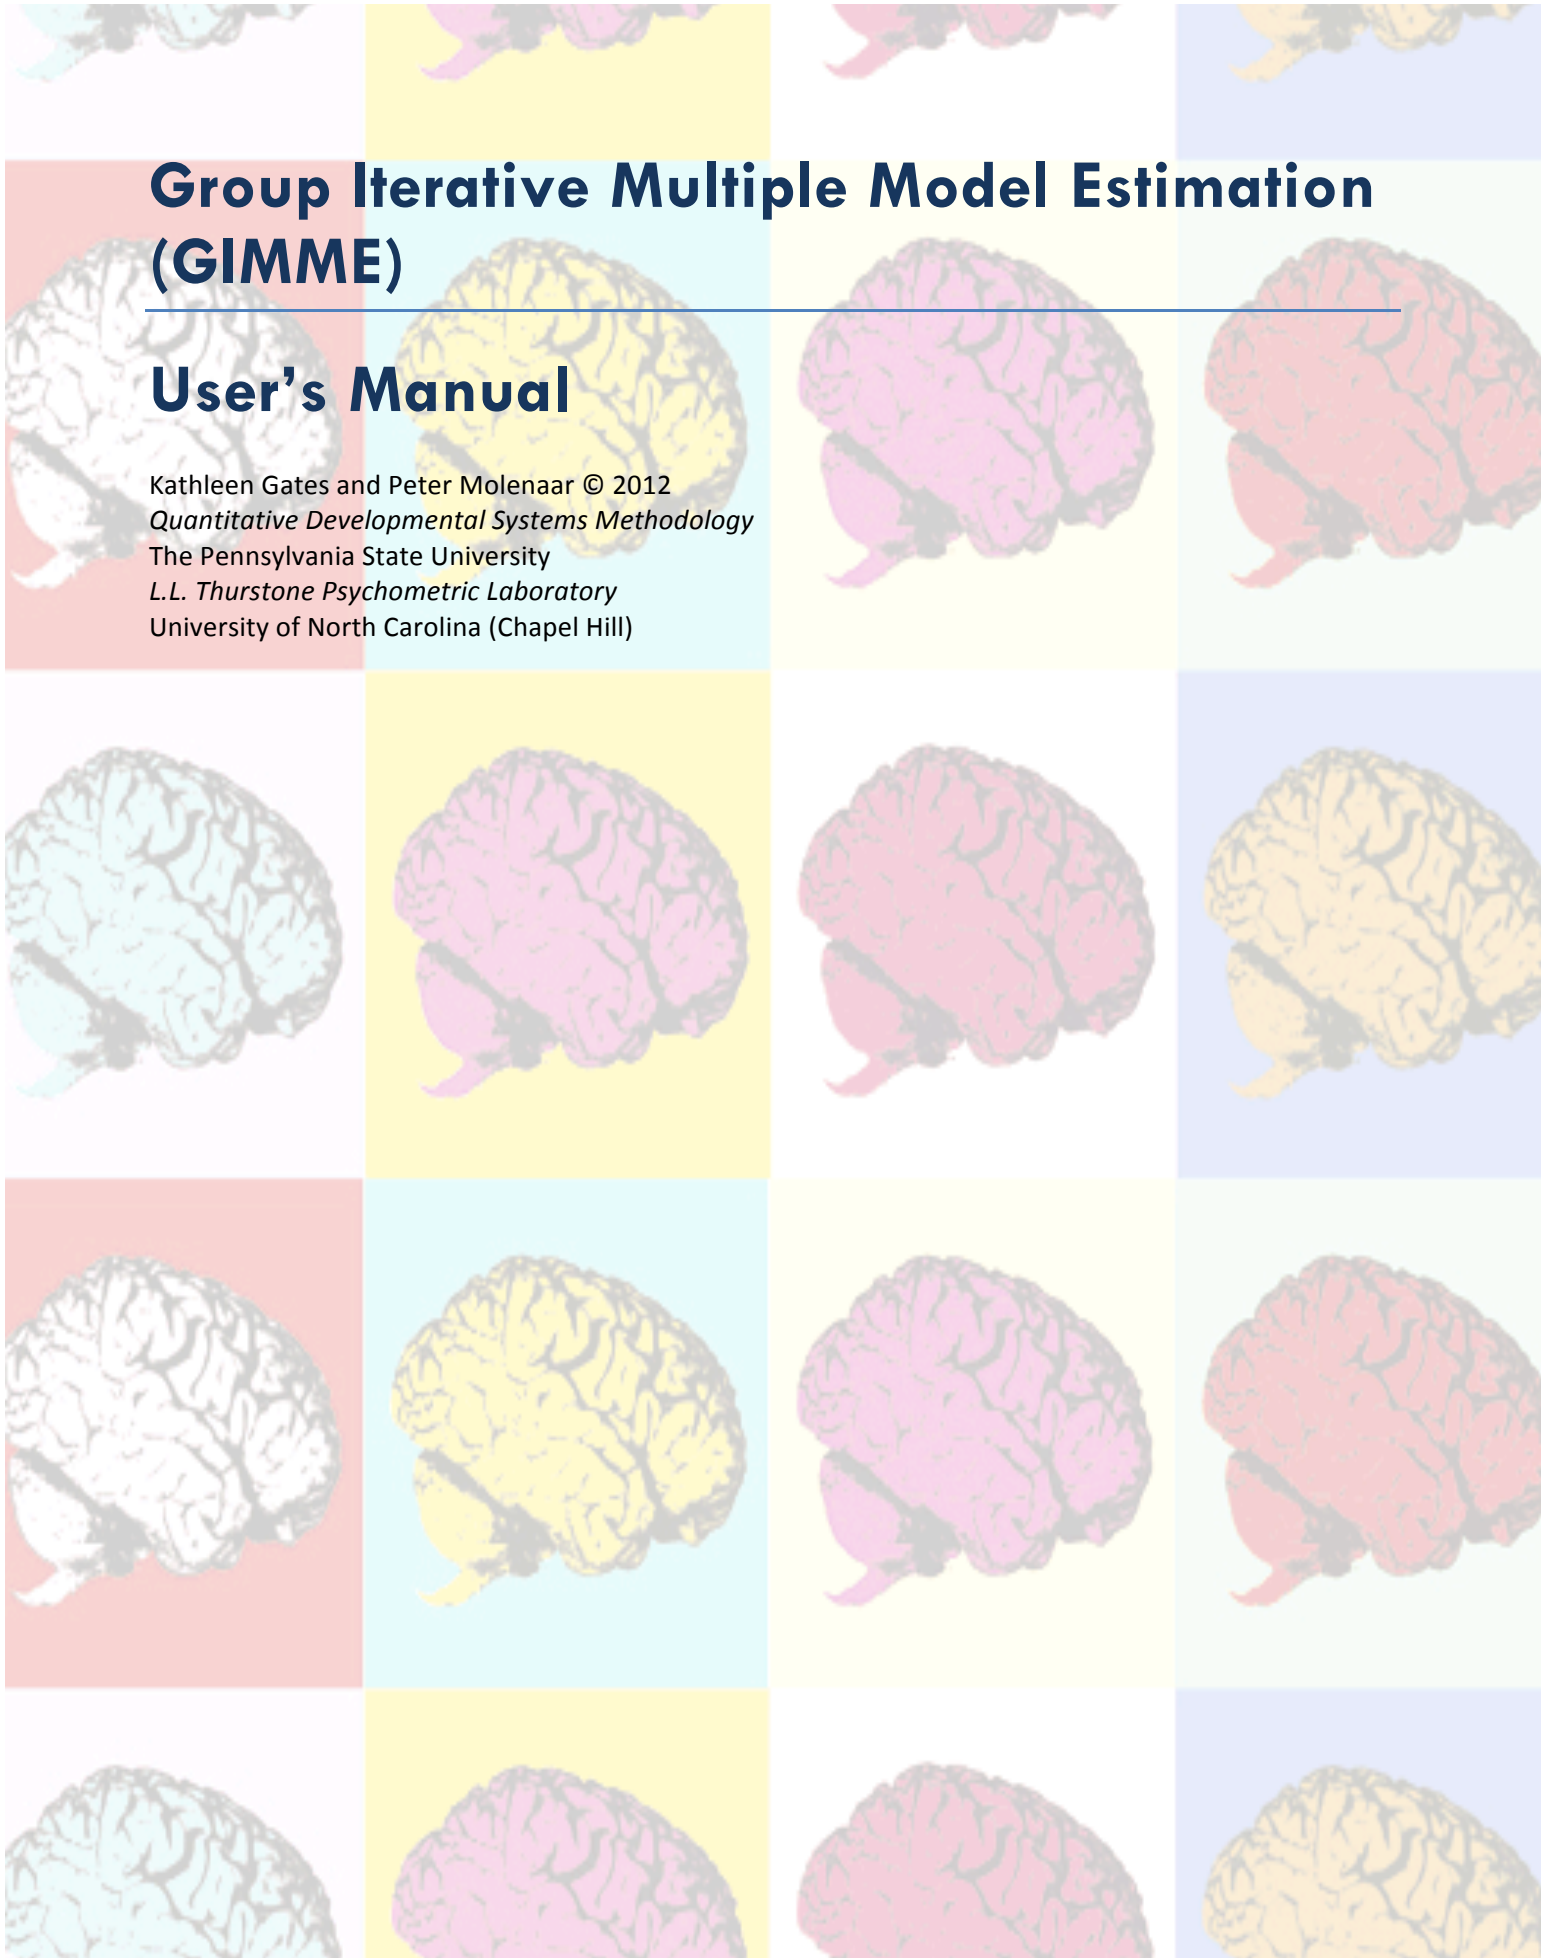 Group Iterative Multiple Model Estimation
(GIMME)
User’s Manual
Kathleen Gates and Peter Molenaar © 2012
Quantitative Developmental Systems Methodology
The Pennsylvania State University
L.L. Thurstone Psychometric Laboratory
University of North Carolina (Chapel Hill)